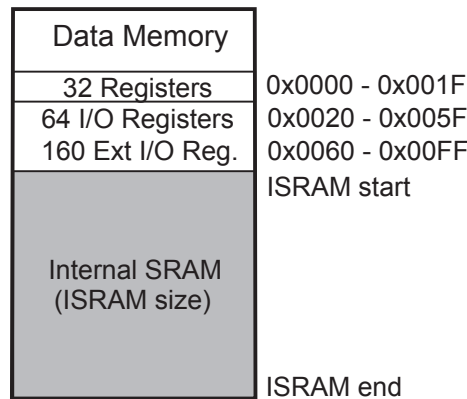 Data Memory
32 Registers 0x0000 - 0x001F
64 I/O Registers 0x0020 - 0x005F
160 Ext I/O Reg. 0x0060 - 0x00FF
ISRAM start
Internal SRAM
(ISRAM size)
ISRAM end